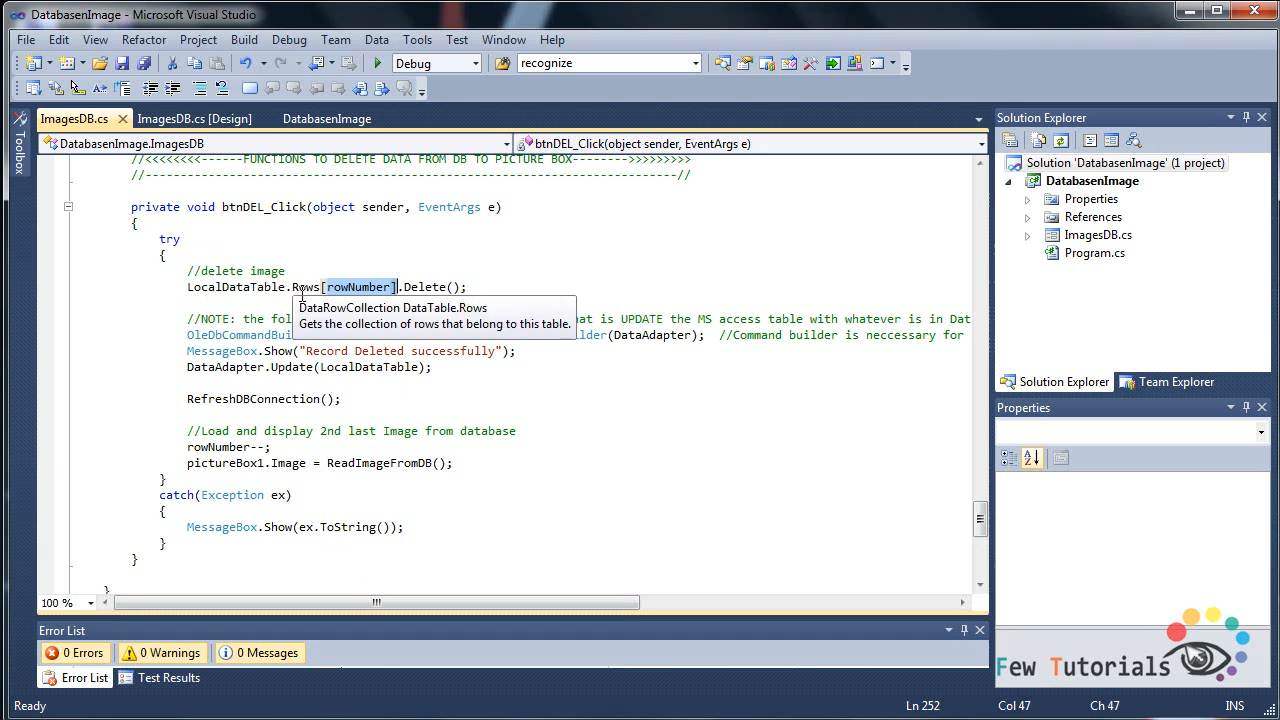 DatabasenImage - Microsoft Visual Studio
File Edit View Refactor Project Build Debug Team Data Tools Test Window Help
Debug recognize
ImagesDB.cs ImagesDB.cs [Design] DatabasenImage
DatabasenImage.ImagesDB btnDEL_Click(object sender, EventArgs e)
Toolbox
//<<<<<<<<------FUNCTIONS TO DELETE DATA FROM DB TO PICTURE BOX-------->>>>>>>>>
//----------------------------------------------------------------------------//
private void btnDEL_Click(object sender, EventArgs e)
{
try
{
//delete image
LocalDataTable.Rows[rowNumber].Delete();
DataRowCollection DataTable.Rows
Gets the collection of rows that belong to this table.
//NOTE: the fol hat is UPDATE the MS access table with whatever is in Dat
OleDbCommandBui lder(DataAdapter); //Command builder is neccessary for
MessageBox.Show("Record Deleted successfully");
DataAdapter.Update(LocalDataTable);
RefreshDBConnection();
//Load and display 2nd last Image from database
rowNumber--;
pictureBox1.Image = ReadImageFromDB();
}
catch(Exception ex)
{
MessageBox.Show(ex.ToString());
}
}
}
100 %
Error List
0 Errors 0 Warnings 0 Messages
Error List Test Results
Solution Explorer
Solution 'DatabasenImage' (1 project)
DatabasenImage
Properties
References
ImagesDB.cs
Program.cs
Solution Explorer Team Explorer
Properties
Few Tutorials
Ready Ln 252 Col 47 Ch 47 INS